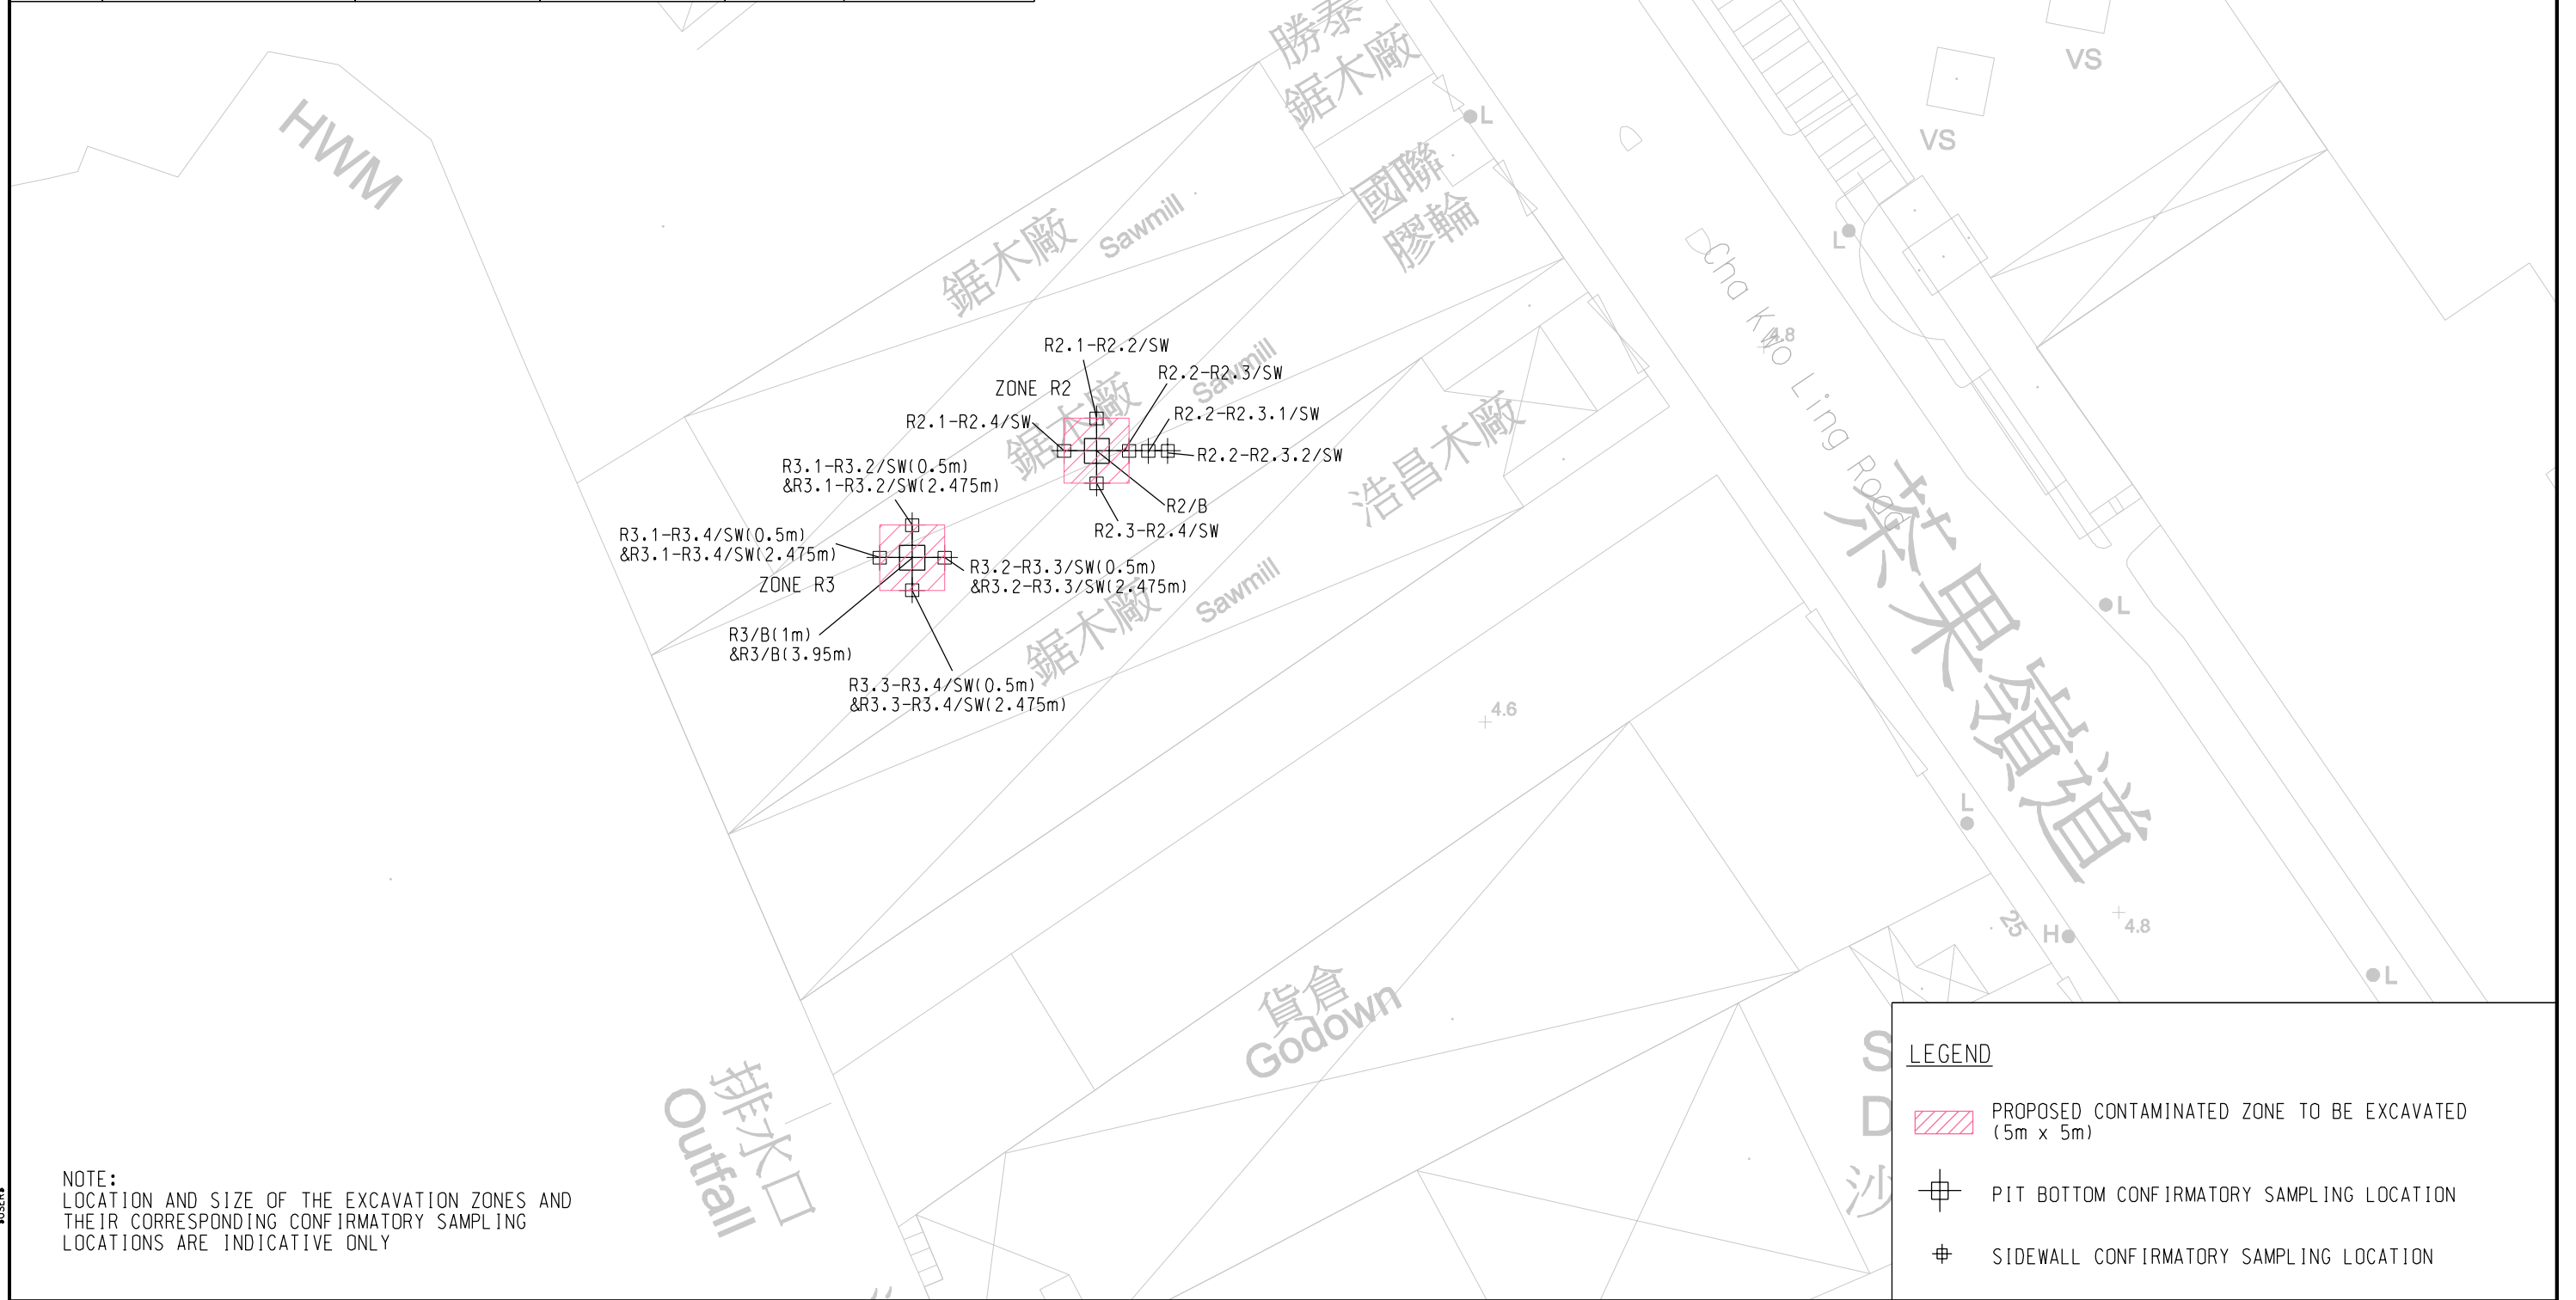 勝泰
鋸木廠
HWM
VS
VS
L
國聯
膠輪
鋸木廠 Sawmill
L
Cha Kwo Ling Road
4.8
R2.1-R2.2/SW
ZONE R2
R2.2-R2.3/SW
鋸木廠 Sawmill
R2.1-R2.4/SW
R2.2-R2.3.1/SW
R2.2-R2.3.2/SW
浩昌木廠
R3.1-R3.2/SW(0.5m)
&R3.1-R3.2/SW(2.475m)
R2/B
R2.3-R2.4/SW
R3.1-R3.4/SW(0.5m)
&R3.1-R3.4/SW(2.475m)
ZONE R3
R3.2-R3.3/SW(0.5m)
&R3.2-R3.3/SW(2.475m)
鋸木廠 Sawmill
茶果嶺道
L
R3/B(1m)
&R3/B(3.95m)
R3.3-R3.4/SW(0.5m)
&R3.3-R3.4/SW(2.475m)
4.6
L
25
H
4.8
L
貨倉
Godown
排水口
Outfall
S
D
沙
LEGEND
PROPOSED CONTAMINATED ZONE TO BE EXCAVATED
(5m x 5m)
PIT BOTTOM CONFIRMATORY SAMPLING LOCATION
SIDEWALL CONFIRMATORY SAMPLING LOCATION
NOTE:
LOCATION AND SIZE OF THE EXCAVATION ZONES AND
THEIR CORRESPONDING CONFIRMATORY SAMPLING
LOCATIONS ARE INDICATIVE ONLY